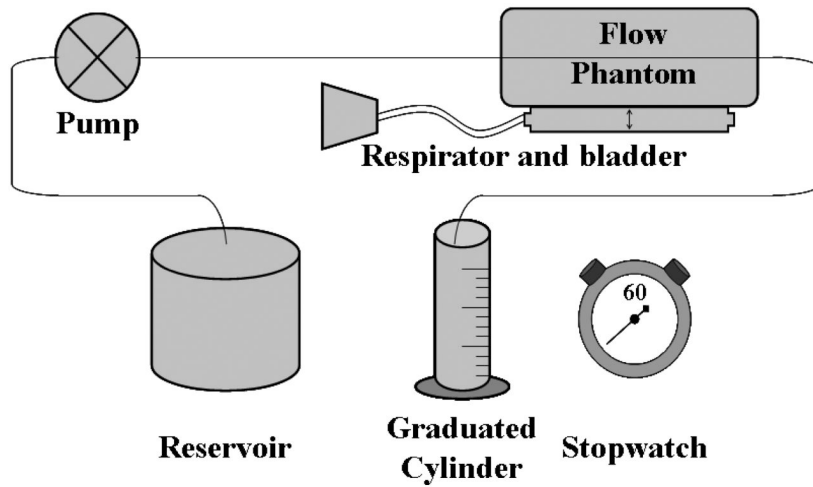 Flow
Phantom
Pump
Respirator and bladder
60
Reservoir
Graduated
Cylinder
Stopwatch